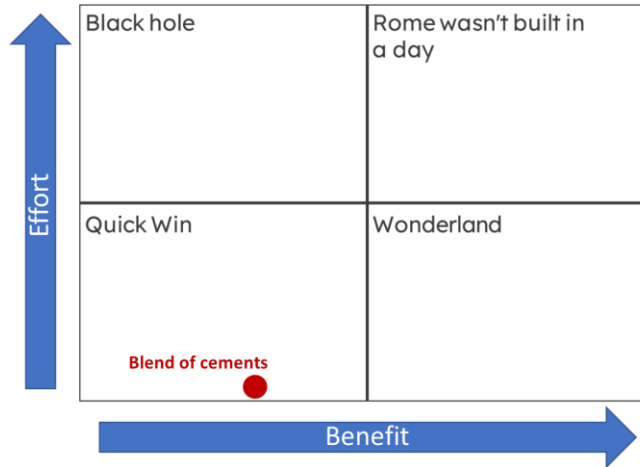 Black hole
Rome wasn't built in
a day
Effort
Quick Win
Wonderland
Blend of cements
Benefit